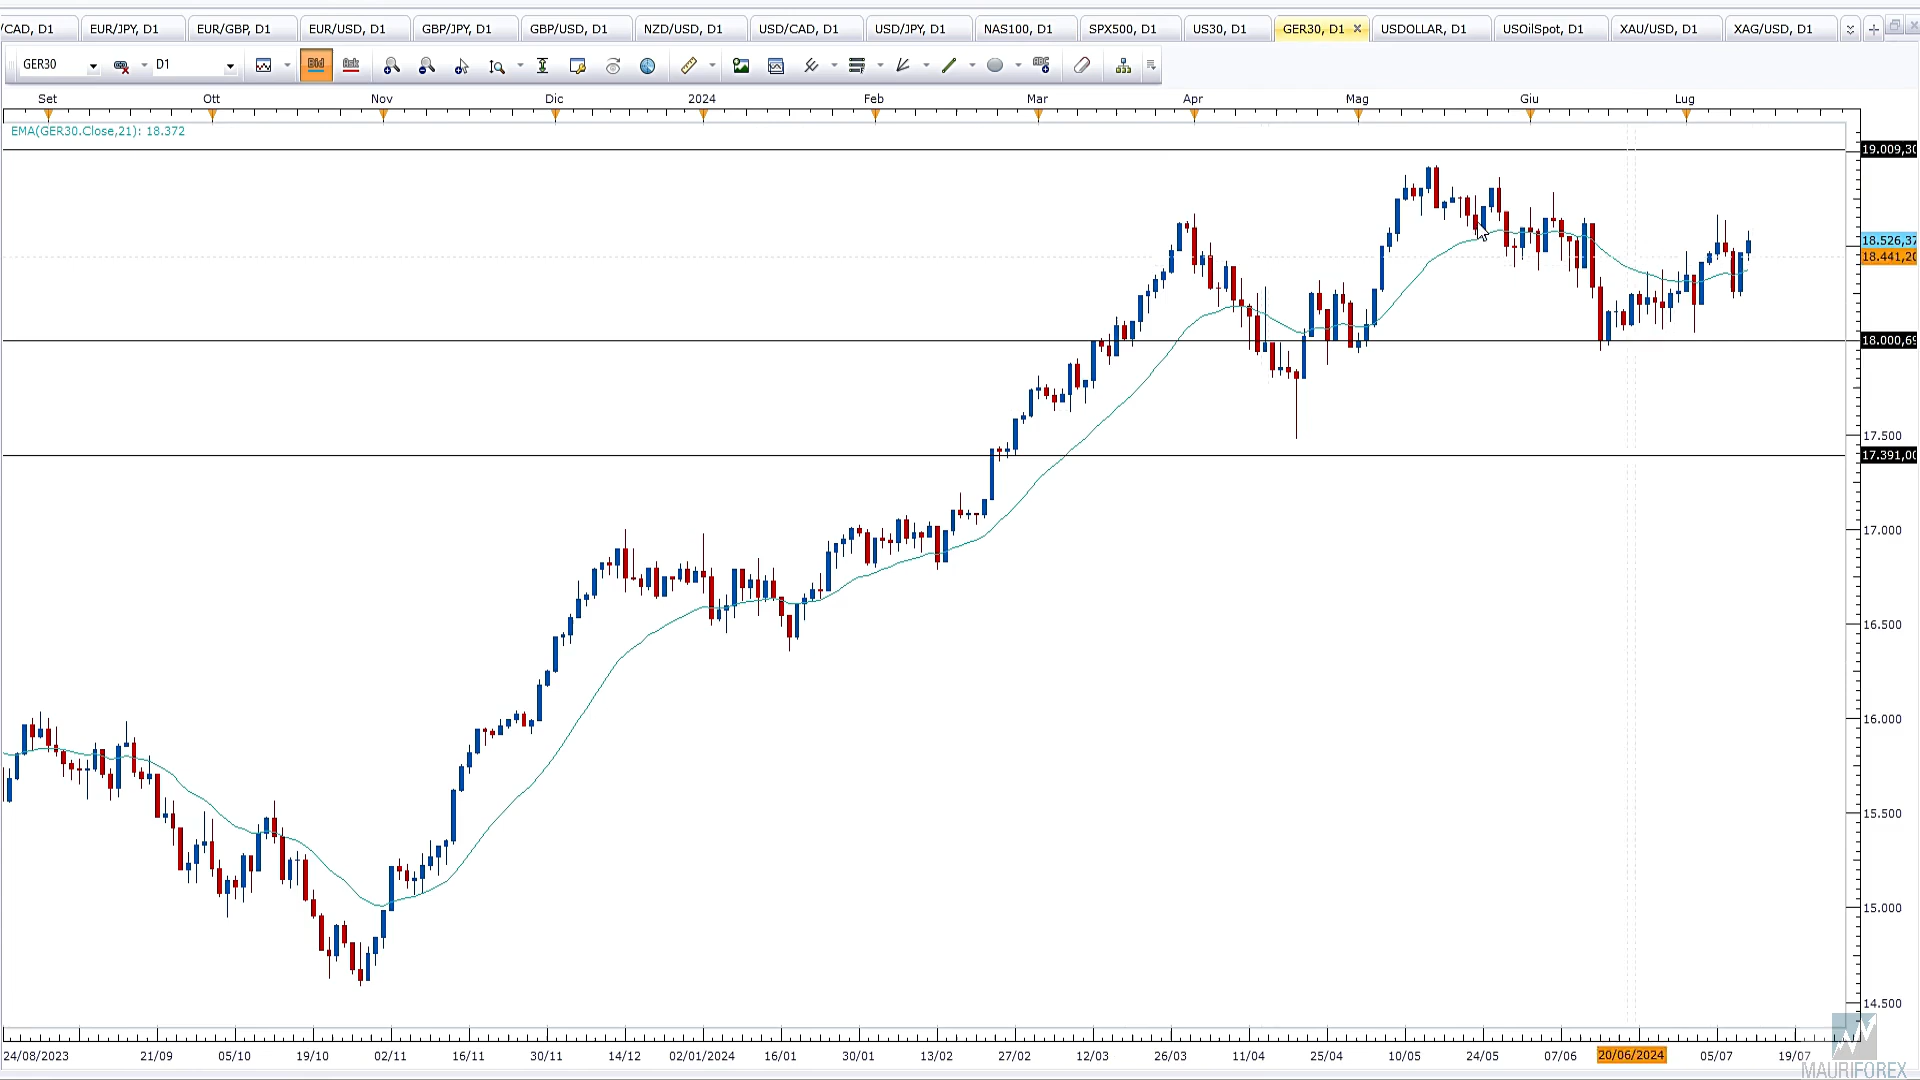 /CAD, D1 EUR/JPY, D1 EUR/GBP, D1 EUR/USD, D1 GBP/JPY, D1 GBP/USD, D1 NZD/USD, D1 USD/CAD, D1 USD/JPY, D1 NAS100, D1 SPX500, D1 US30, D1 GER30, D1 USDOLLAR, D1 USOilSpot, D1 XAU/USD, D1 XAG/USD, D1
GER30 D1 Bid Ask ABC
Set Ott Nov Dic 2024 Feb Mar Apr Mag Giu Lug
EMA(GER30.Close,21): 18.372
19.009,30
18.526,37
18.441,20
18.000,69
17.500
17.391,00
17.000
16.500
16.000
15.500
15.000
14.500
24/08/2023 21/09 05/10 19/10 02/11 16/11 30/11 14/12 02/01/2024 16/01 30/01 13/02 27/02 12/03 26/03 11/04 25/04 10/05 24/05 07/06 20/06/2024 05/07 19/07
MAURIFOREX